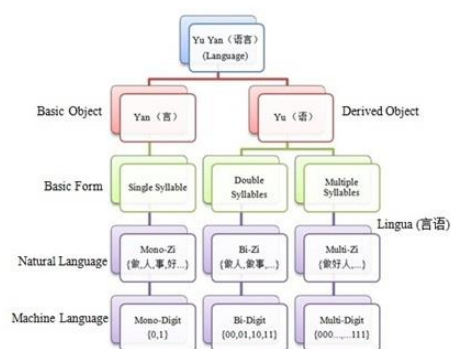 Yu Yan（语言）
(Language)
Basic Object
Yan（言）
Yu（语）
Derived Object
Basic Form
Single Syllable
Double
Syllables
Multiple
Syllables
Lingua (言语)
Natural Language
Mono-Zi
{做,人,事,好...}
Bi-Zi
{做人,做事,...}
Multi-Zi
{做好人,...}
Machine Language
Mono-Digit
{0,1}
Bi-Digit
{00,01,10,11}
Multi-Digit
{000...,...111}